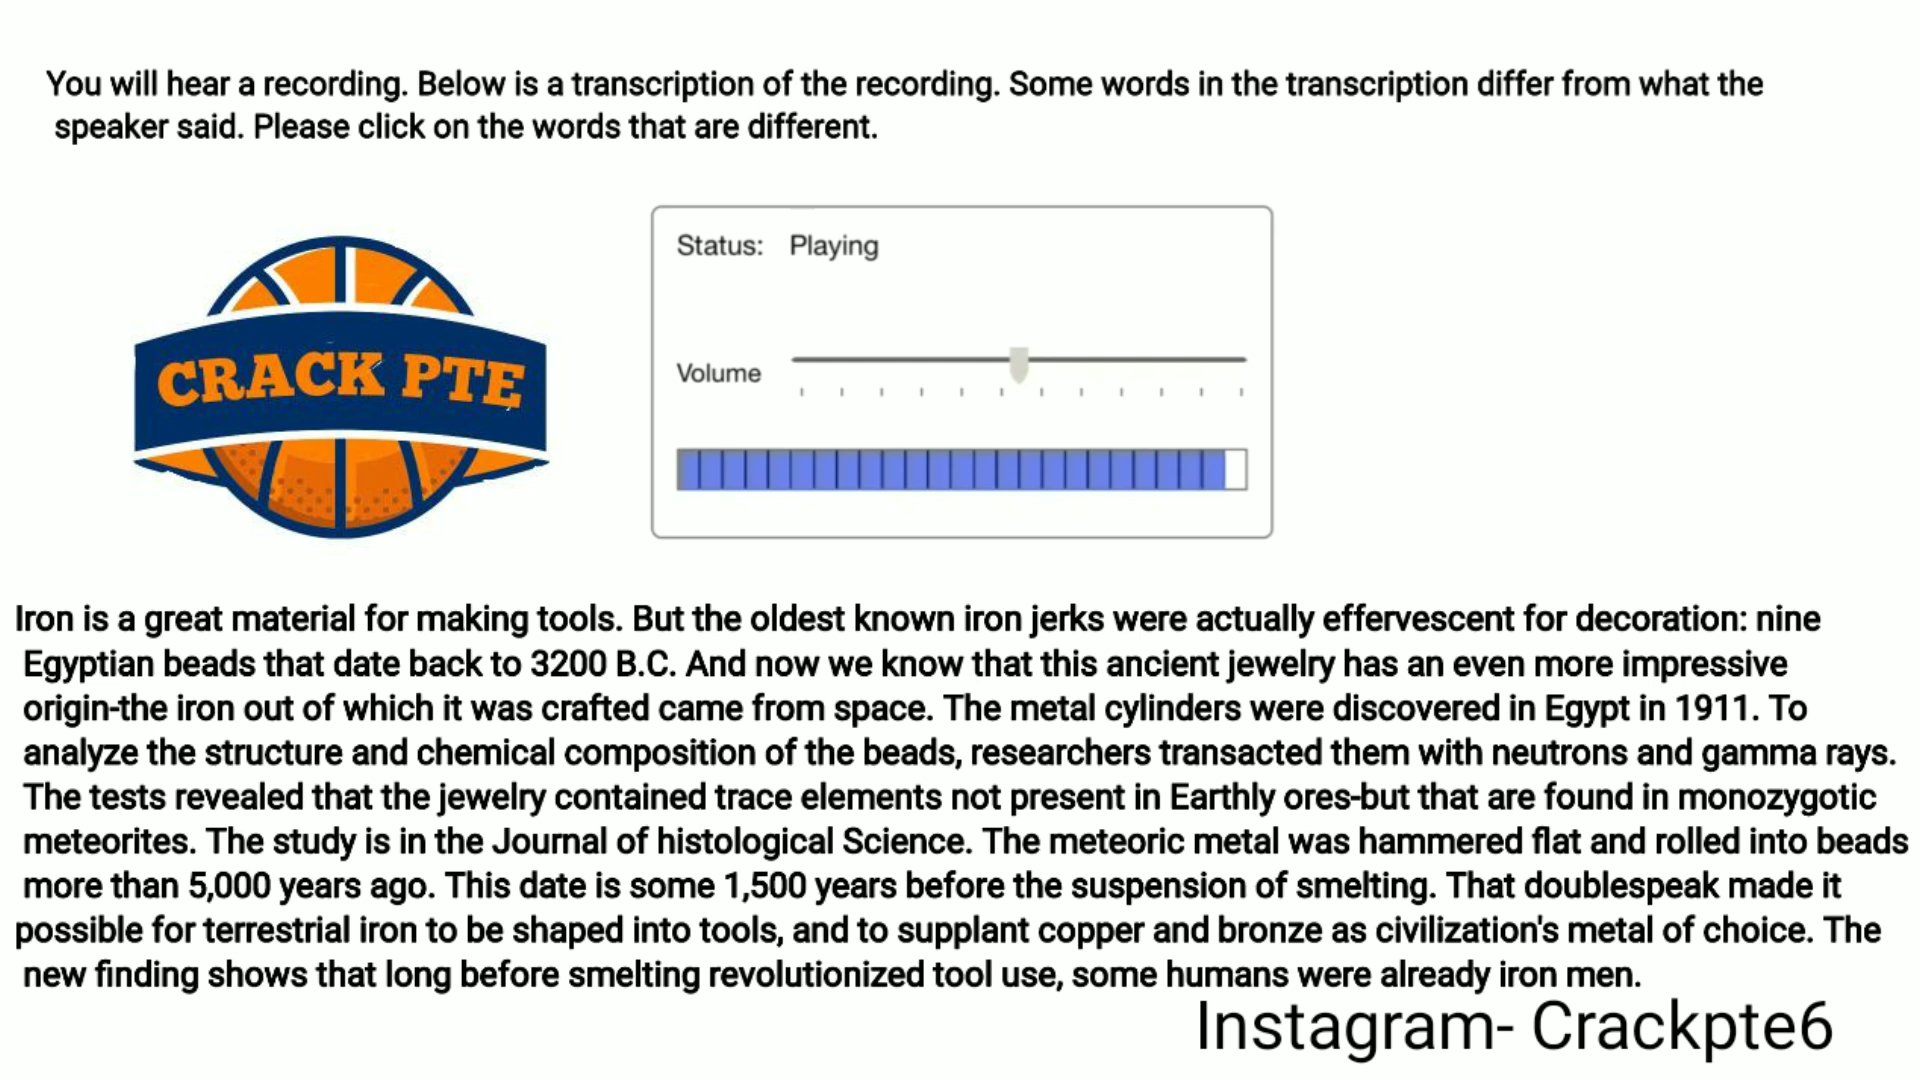 You will hear a recording. Below is a transcription of the recording. Some words in the transcription differ from what the
speaker said. Please click on the words that are different.
CRACK PTE
Status: Playing
Volume
Iron is a great material for making tools. But the oldest known iron jerks were actually effervescent for decoration: nine
Egyptian beads that date back to 3200 B.C. And now we know that this ancient jewelry has an even more impressive
origin-the iron out of which it was crafted came from space. The metal cylinders were discovered in Egypt in 1911. To
analyze the structure and chemical composition of the beads, researchers transacted them with neutrons and gamma rays.
The tests revealed that the jewelry contained trace elements not present in Earthly ores-but that are found in monozygotic
meteorites. The study is in the Journal of histological Science. The meteoric metal was hammered flat and rolled into beads
more than 5,000 years ago. This date is some 1,500 years before the suspension of smelting. That doublespeak made it
possible for terrestrial iron to be shaped into tools, and to supplant copper and bronze as civilization's metal of choice. The
new finding shows that long before smelting revolutionized tool use, some humans were already iron men.
Instagram- Crackpte6